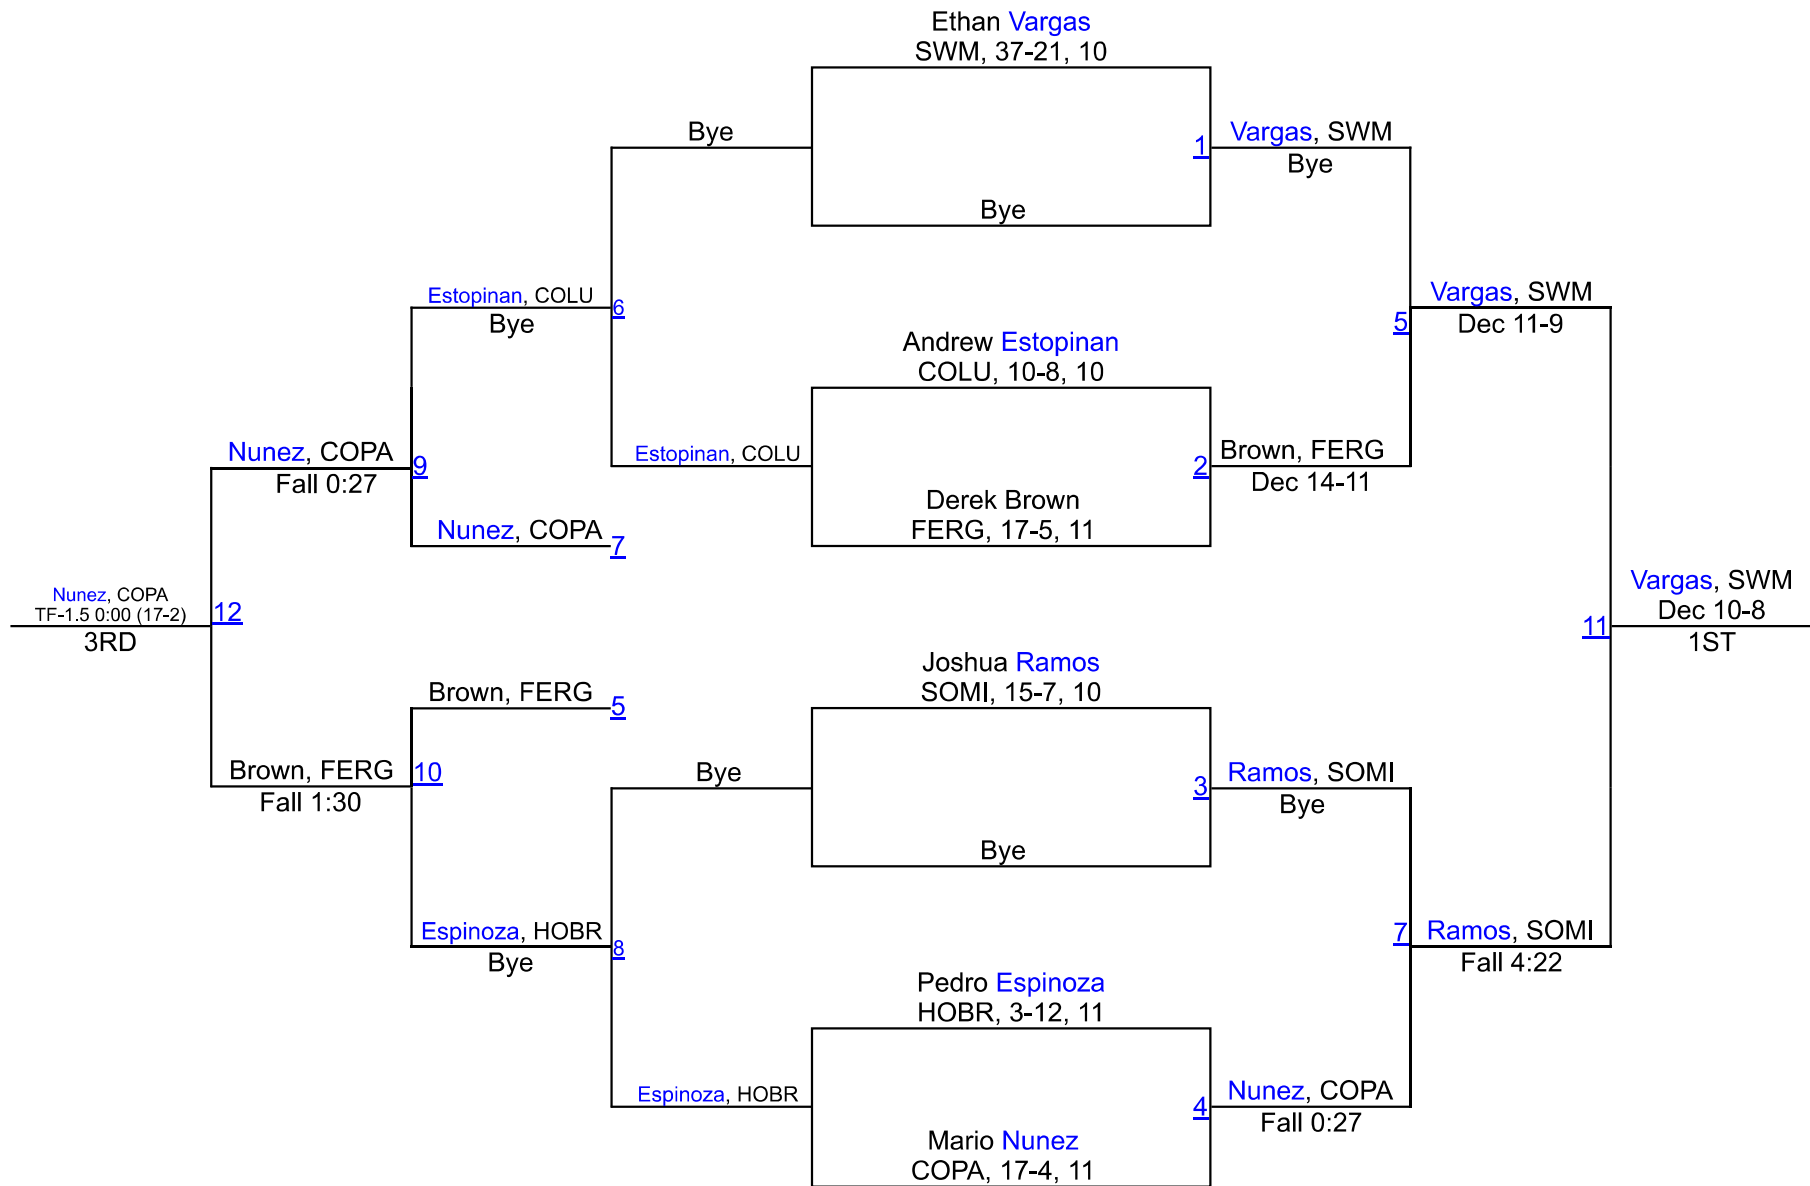 Ethan Vargas
SWM, 37-21, 10
Bye
1
Vargas, SWM
Bye
Bye
Estopinan, COLU
Bye
6
Vargas, SWM
Dec 11-9
5
Andrew Estopinan
COLU, 10-8, 10
Nunez, COPA
Fall 0:27
9
Estopinan, COLU
2
Brown, FERG
Dec 14-11
Derek Brown
FERG, 17-5, 11
Nunez, COPA
7
Nunez, COPA
TF-1.5 0:00 (17-2)
3RD
12
Vargas, SWM
Dec 10-8
1ST
11
Joshua Ramos
SOMI, 15-7, 10
Brown, FERG
5
Brown, FERG
Fall 1:30
10
Bye
3
Ramos, SOMI
Bye
Bye
Espinoza, HOBR
Bye
8
7
Ramos, SOMI
Fall 4:22
Pedro Espinoza
HOBR, 3-12, 11
Espinoza, HOBR
4
Nunez, COPA
Fall 0:27
Mario Nunez
COPA, 17-4, 11